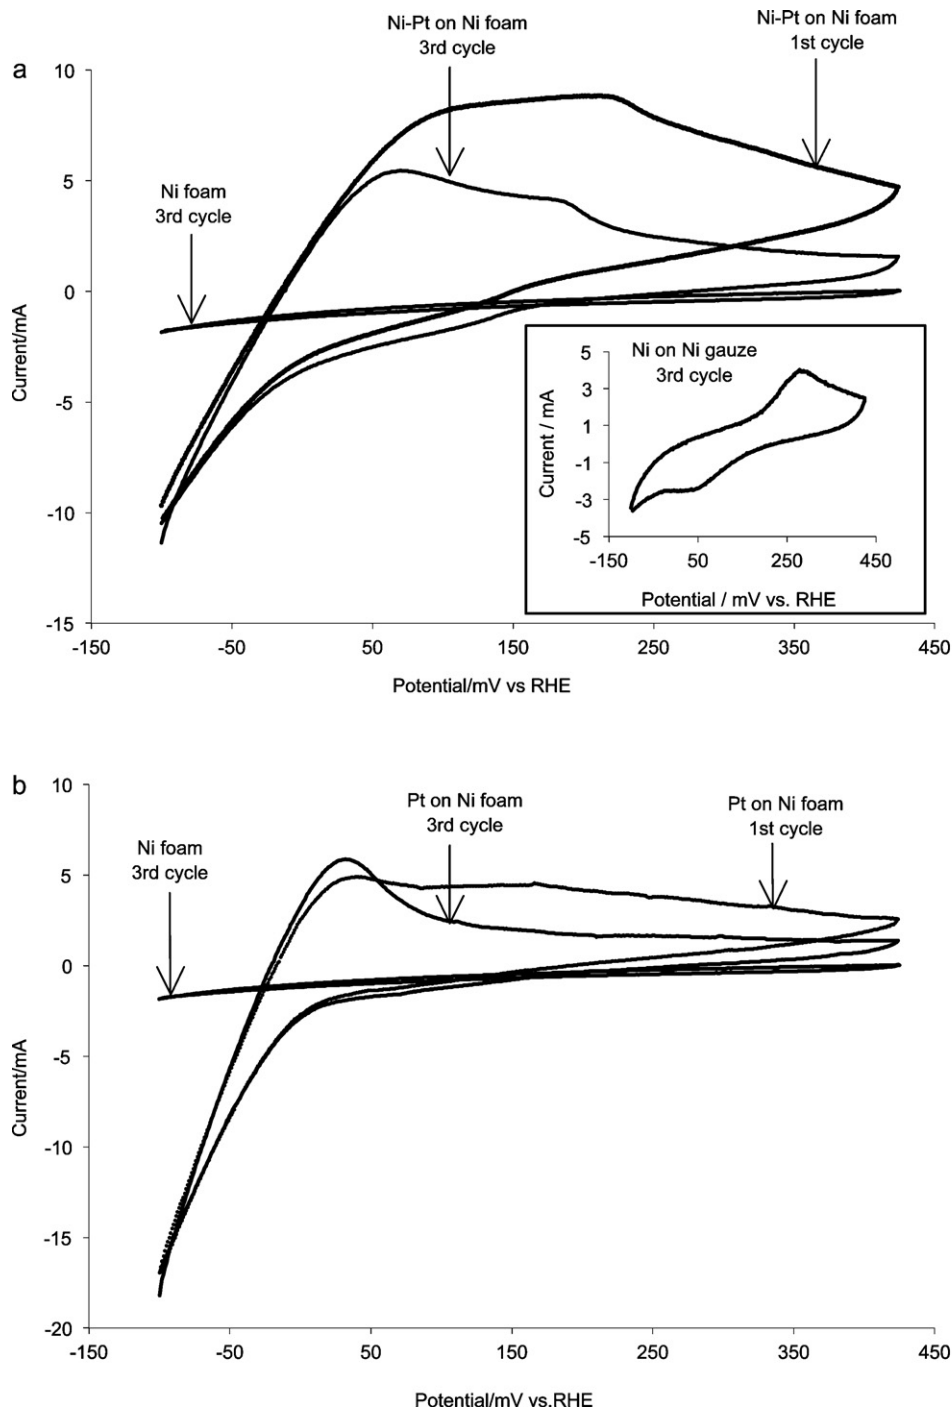 Ni-Pt on Ni foam
3rd cycle
Ni-Pt on Ni foam
1st cycle
a
10
5
0
-5
-10
-15
Current/mA
Ni foam
3rd cycle
Ni on Ni gauze
3rd cycle
5
3
1
-1
-3
-5
Current / mA
-150 50 250 450
Potential / mV vs. RHE
-150 -50 50 150 250 350 450
Potential/mV vs RHE
b
10
5
0
-5
-10
-15
-20
Current/mA
Ni foam
3rd cycle
Pt on Ni foam
3rd cycle
Pt on Ni foam
1st cycle
-150 -50 50 150 250 350 450
Potential/mV vs.RHE